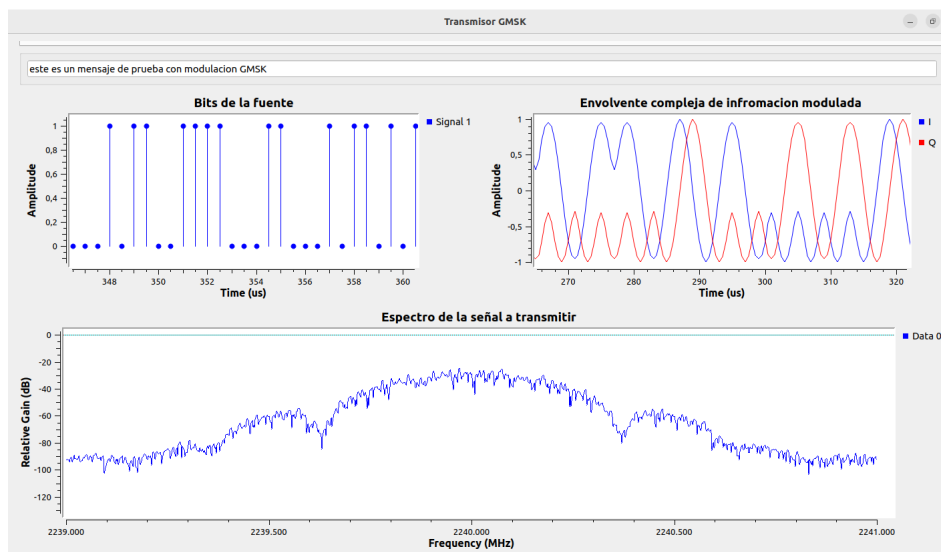 Transmisor GMSK
este es un mensaje de prueba con modulacion GMSK
Bits de la fuente
Signal 1
Amplitude
1
0,8
0,6
0,4
0,2
0
348 350 352 354 356 358 360
Time (us)
Envolvente compleja de infromacion modulada
I
Q
Amplitude
1
0,5
0
-0,5
-1
270 280 290 300 310 320
Time (us)
Espectro de la señal a transmitir
Data 0
Relative Gain (dB)
0
-20
-40
-60
-80
-100
-120
2239.000 2239.500 2240.000 2240.500 2241.000
Frequency (MHz)